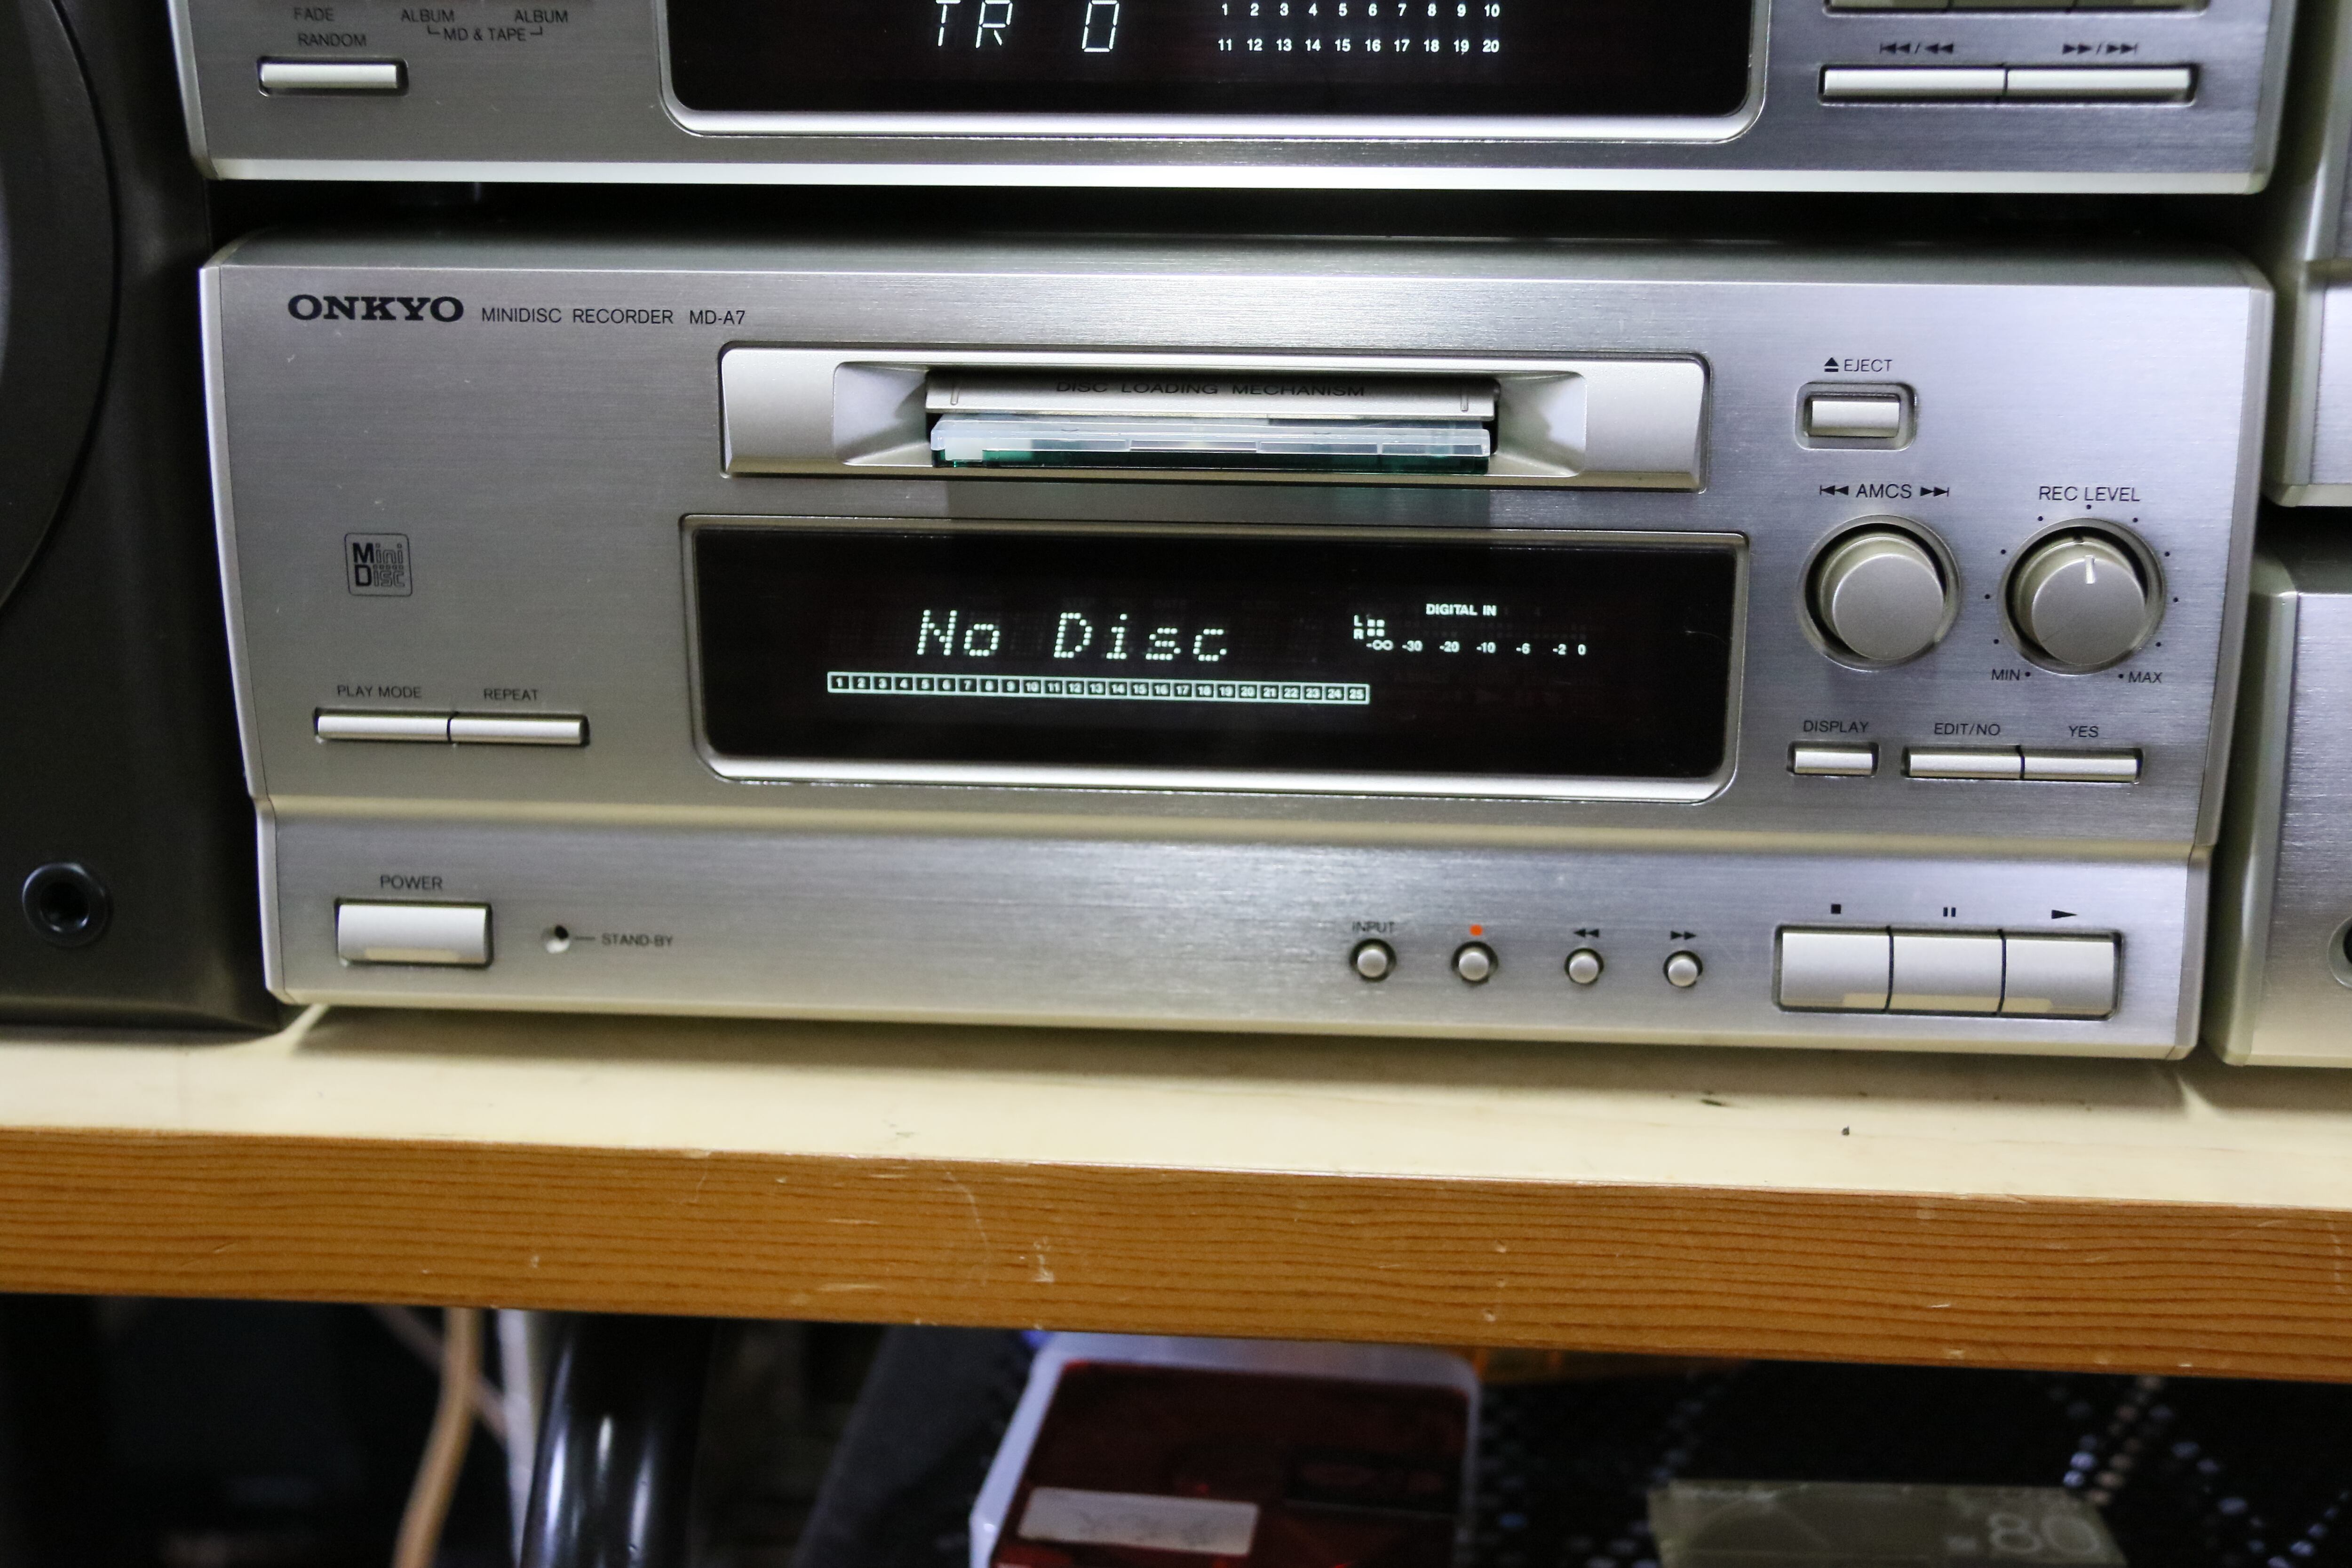 FADE
ALBUM ALBUM
MD & TAPE
RANDOM
TR 0
1 2 3 4 5 6 7 8 9 10
11 12 13 14 15 16 17 18 19 20
ONKYO MINIDISC RECORDER MD-A7
DISC LOADING MECHANISM
EJECT
AMCS
REC LEVEL
MIN MAX
Mini
Disc
No Disc
DIGITAL IN
L
R
-∞ -30 -20 -10 -6 -2 0
1 2 3 4 5 6 7 8 9 10 11 12 13 14 15 16 17 18 19 20 21 22 23 24 25
PLAY MODE REPEAT
DISPLAY EDIT/NO YES
POWER
STAND-BY
INPUT
80